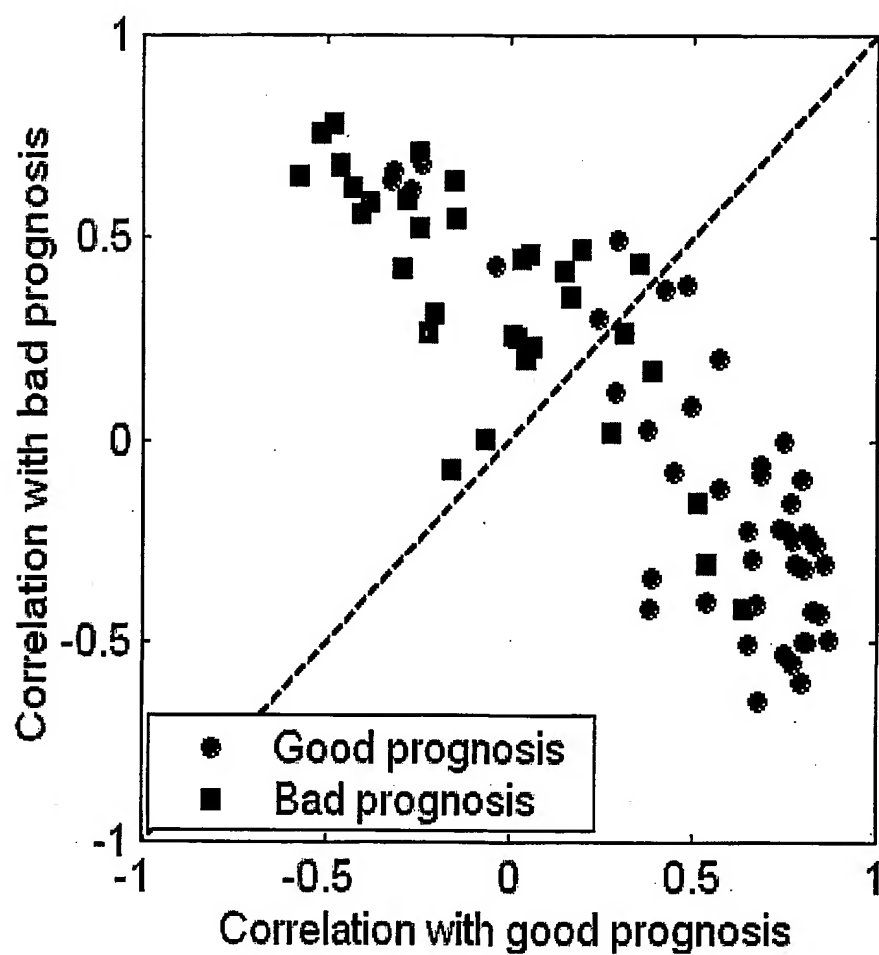 1
0.5
0
-0.5
-1
Correlation with bad prognosis
Good prognosis
Bad prognosis
-1
-0.5
0
0.5
1
Correlation with good prognosis